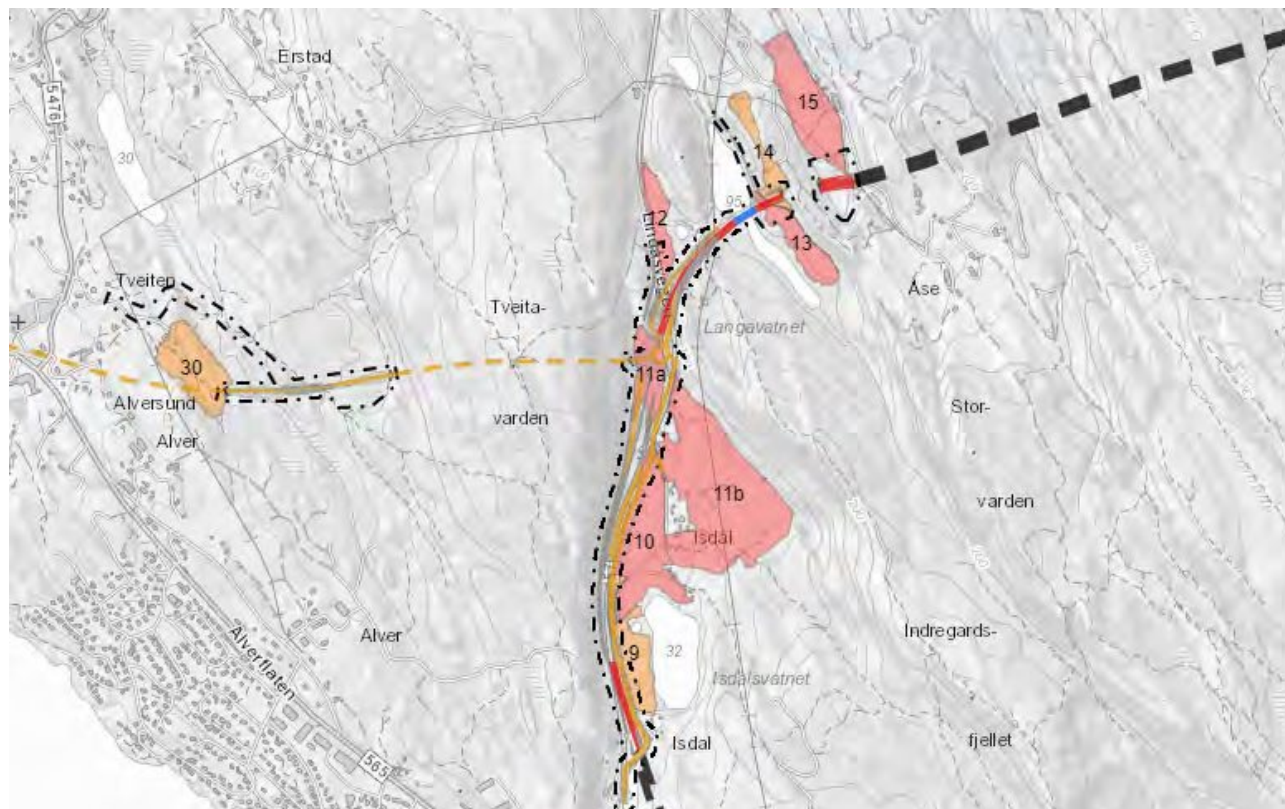 Erstad
5476
30
15
14
95
12
13
Tveiten
Tveita-
Åse
Langavatnet
30
11a
Alversund
Alver
varden
Stor-
11b
varden
10
Isdal
Alverflaten
Alver
Indregards-
9
32
Isdalsvatnet
Isdal
fjellet
565